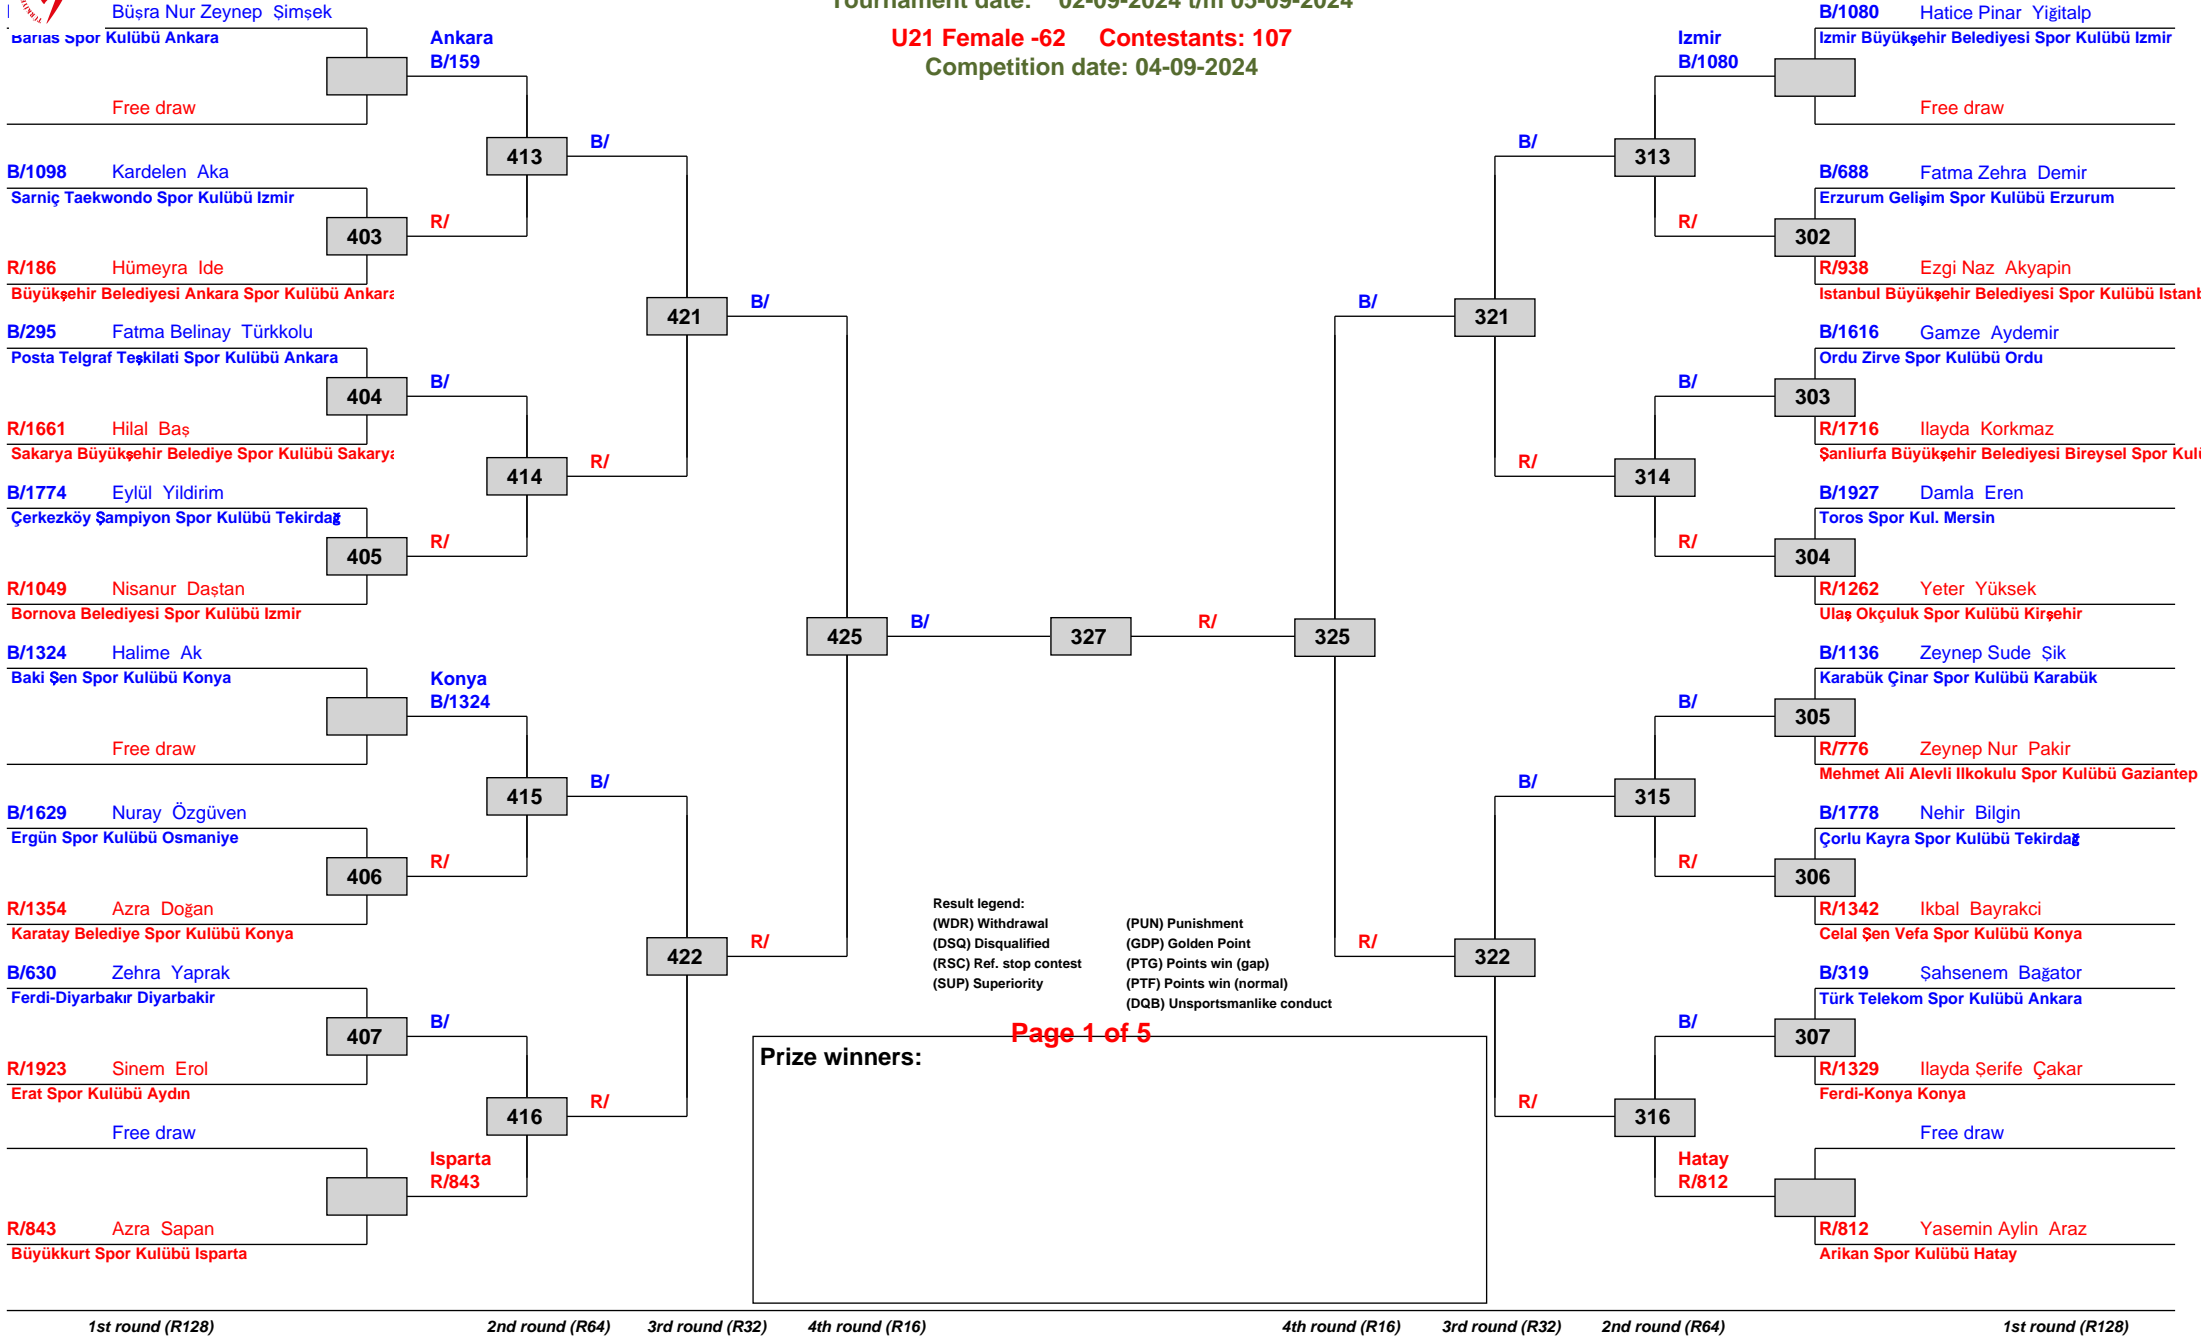 Tournament date: 02-09-2024 t/m 05-09-2024
U21 Female -62 Contestants: 107
Competition date: 04-09-2024
Büşra Nur Zeynep Şimşek
Barlas Spor Kulübü Ankara
Free draw
B/1098 Kardelen Aka
Sarniç Taekwondo Spor Kulübü Izmir
403
R/186 Hümeyra Ide
Büyükşehir Belediyesi Ankara Spor Kulübü Ankara
B/295 Fatma Belinay Türkkolu
Posta Telgraf Teşkilati Spor Kulübü Ankara
404
R/1661 Hilal Baş
Sakarya Büyükşehir Belediye Spor Kulübü Sakarya
B/1774 Eylül Yildirim
Çerkezköy Şampiyon Spor Kulübü Tekirdağ
405
R/1049 Nisanur Daştan
Bornova Belediyesi Spor Kulübü Izmir
B/1324 Halime Ak
Baki Şen Spor Kulübü Konya
Free draw
B/1629 Nuray Özgüven
Ergün Spor Kulübü Osmaniye
406
R/1354 Azra Doğan
Karatay Belediye Spor Kulübü Konya
B/630 Zehra Yaprak
Ferdi-Diyarbakır Diyarbakir
407
R/1923 Sinem Erol
Erat Spor Kulübü Aydın
Free draw
R/843 Azra Sapan
Büyükkurt Spor Kulübü Isparta
Ankara
B/159
413
R/
B/
414
R/
Konya
B/1324
415
R/
B/
416
Isparta
R/843
B/
421
R/
B/
422
R/
B/
425
R/
B/
327
R/
325
B/
R/
321
B/
R/
322
B/
R/
Izmir
B/1080
313
R/
B/
314
R/
B/
315
R/
B/
316
Hatay
R/812
B/1080 Hatice Pinar Yiğitalp
Izmir Büyükşehir Belediyesi Spor Kulübü Izmir
Free draw
B/688 Fatma Zehra Demir
Erzurum Gelişim Spor Kulübü Erzurum
302
R/938 Ezgi Naz Akyapin
Istanbul Büyükşehir Belediyesi Spor Kulübü Istanb
B/1616 Gamze Aydemir
Ordu Zirve Spor Kulübü Ordu
303
R/1716 Ilayda Korkmaz
Şanliurfa Büyükşehir Belediyesi Bireysel Spor Kulü
B/1927 Damla Eren
Toros Spor Kul. Mersin
304
R/1262 Yeter Yüksek
Ulaş Okçuluk Spor Kulübü Kirşehir
B/1136 Zeynep Sude Şik
Karabük Çinar Spor Kulübü Karabük
305
R/776 Zeynep Nur Pakir
Mehmet Ali Alevli Ilkokulu Spor Kulübü Gaziantep
B/1778 Nehir Bilgin
Çorlu Kayra Spor Kulübü Tekirdağ
306
R/1342 Ikbal Bayrakci
Celal Şen Vefa Spor Kulübü Konya
B/319 Şahsenem Bağator
Türk Telekom Spor Kulübü Ankara
307
R/1329 Ilayda Şerife Çakar
Ferdi-Konya Konya
Free draw
R/812 Yasemin Aylin Araz
Arikan Spor Kulübü Hatay
Result legend:
(WDR) Withdrawal (PUN) Punishment
(DSQ) Disqualified (GDP) Golden Point
(RSC) Ref. stop contest (PTG) Points win (gap)
(SUP) Superiority (PTF) Points win (normal)
(DQB) Unsportsmanlike conduct
Page 1 of 5
Prize winners:
1st round (R128) 2nd round (R64) 3rd round (R32) 4th round (R16) 4th round (R16) 3rd round (R32) 2nd round (R64) 1st round (R128)